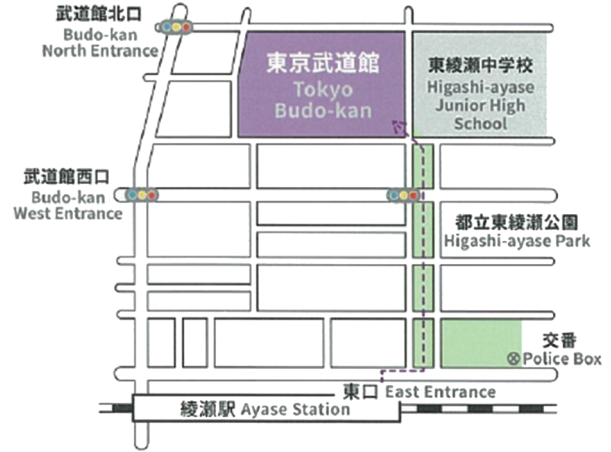 武道館北口
Budo-kan
North Entrance
東京武道館
Tokyo
Budo-kan
東綾瀬中学校
Higashi-ayase
Junior High
School
武道館西口
Budo-kan
West Entrance
都立東綾瀬公園
Higashi-ayase Park
交番
Police Box
東口 East Entrance
綾瀬駅 Ayase Station